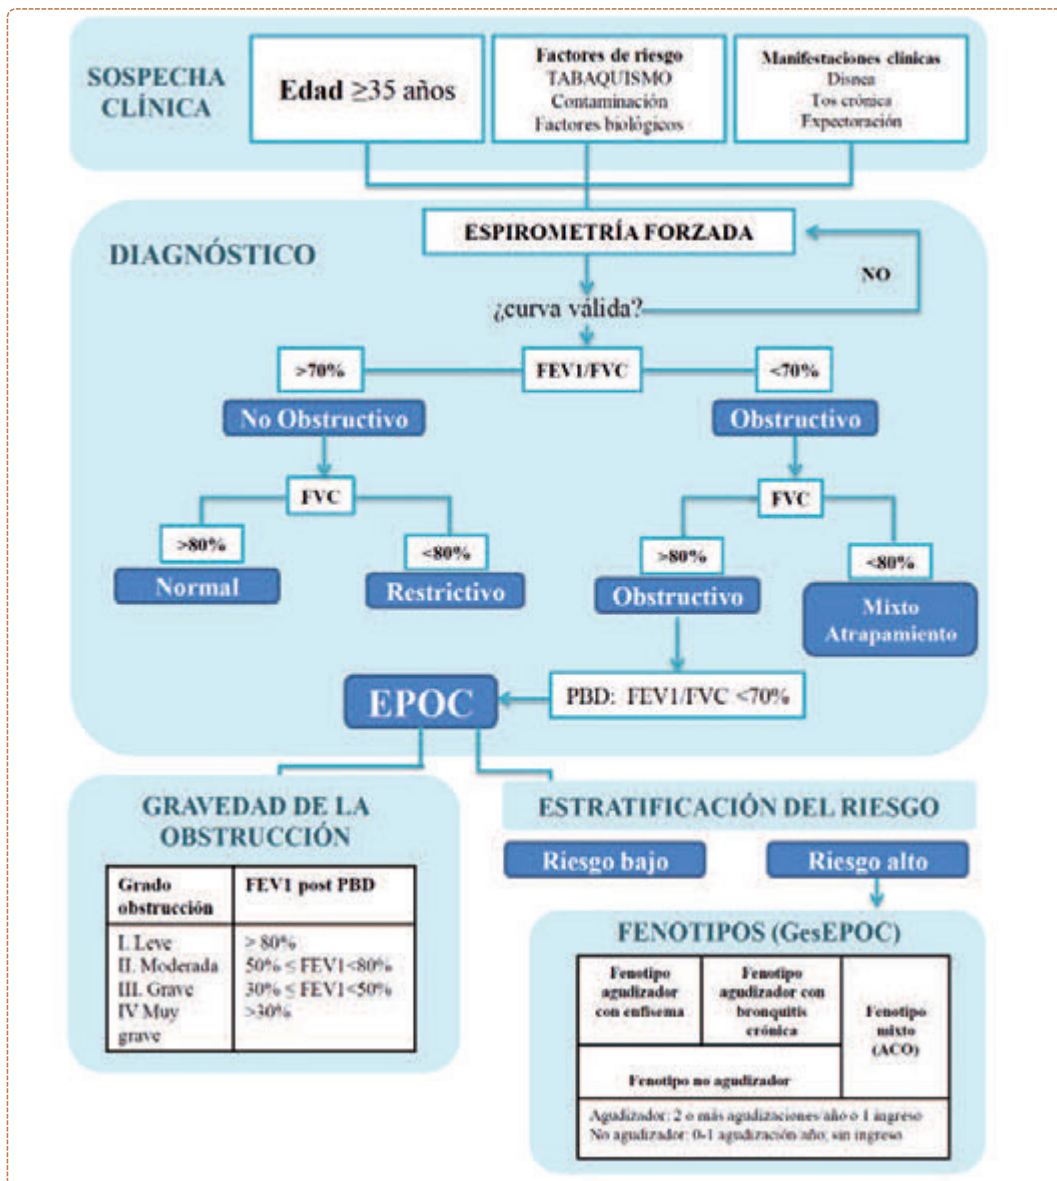 SOSPECHA
CLÍNICA
Edad ≥35 años
Factores de riesgo
TABAQUISMO
Contaminación
Factores biológicos
Manifestaciones clínicas
Disnea
Tos crónica
Expectoración
DIAGNÓSTICO
ESPIROMETRÍA FORZADA
NO
¿curva válida?
>70%
FEV1/FVC
<70%
No Obstructivo
Obstructivo
FVC
FVC
>80%
<80%
>80%
<80%
Normal
Restrictivo
Obstructivo
Mixto
Atrapamiento
EPOC
PBD: FEV1/FVC <70%
GRAVEDAD DE LA
OBSTRUCCIÓN
Grado
obstrucción
FEV1 post PBD
I. Leve
> 80%
II. Moderada
50% ≤ FEV1<80%
III. Grave
30% ≤ FEV1<50%
IV Muy
grave
>30%
ESTRATIFICACIÓN DEL RIESGO
Riesgo bajo
Riesgo alto
FENOTIPOS (GesEPOC)
Fenotipo
agudizador
con enfisema
Fenotipo
agudizador con
bronquitis
crónica
Fenotipo
mixto
(ACO)
Fenotipo no agudizador
Agudizador: 2 o más agudizaciones/año o 1 ingreso
No agudizador: 0-1 agudización/año, sin ingreso